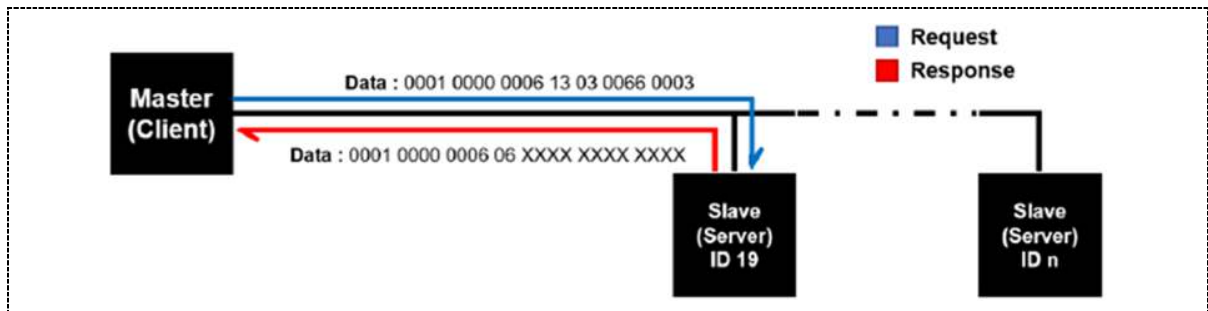 Request
Response
Master
(Client)
Data : 0001 0000 0006 13 03 0066 0003
Data : 0001 0000 0006 06 XXXX XXXX XXXX
Slave
(Server)
ID 19
Slave
(Server)
ID n